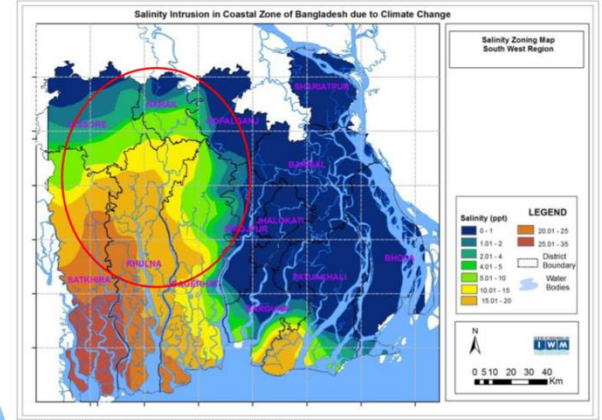 Salinity Intrusion in Coastal Zone of Bangladesh due to Climate Change
Salinity Zoning Map
South West Region
SHARIATPUR
NARAIL
JESSORE
GOPALGANJ
BARISAL
JHALOKATI
PIROJPUR
KHULNA
SATKHIRA
BAGERHAT
PATUAKHALI
BHOLA
BARGUNA
LEGEND
Salinity (ppt)
0 - 1
1.01 - 2
2.01 - 4
4.01 - 5
5.01 - 10
10.01 - 15
15.01 - 20
20.01 - 25
25.01 - 35
District
Boundary
Water
Bodies
N
IWM
0 5 10 20 30 40
Km